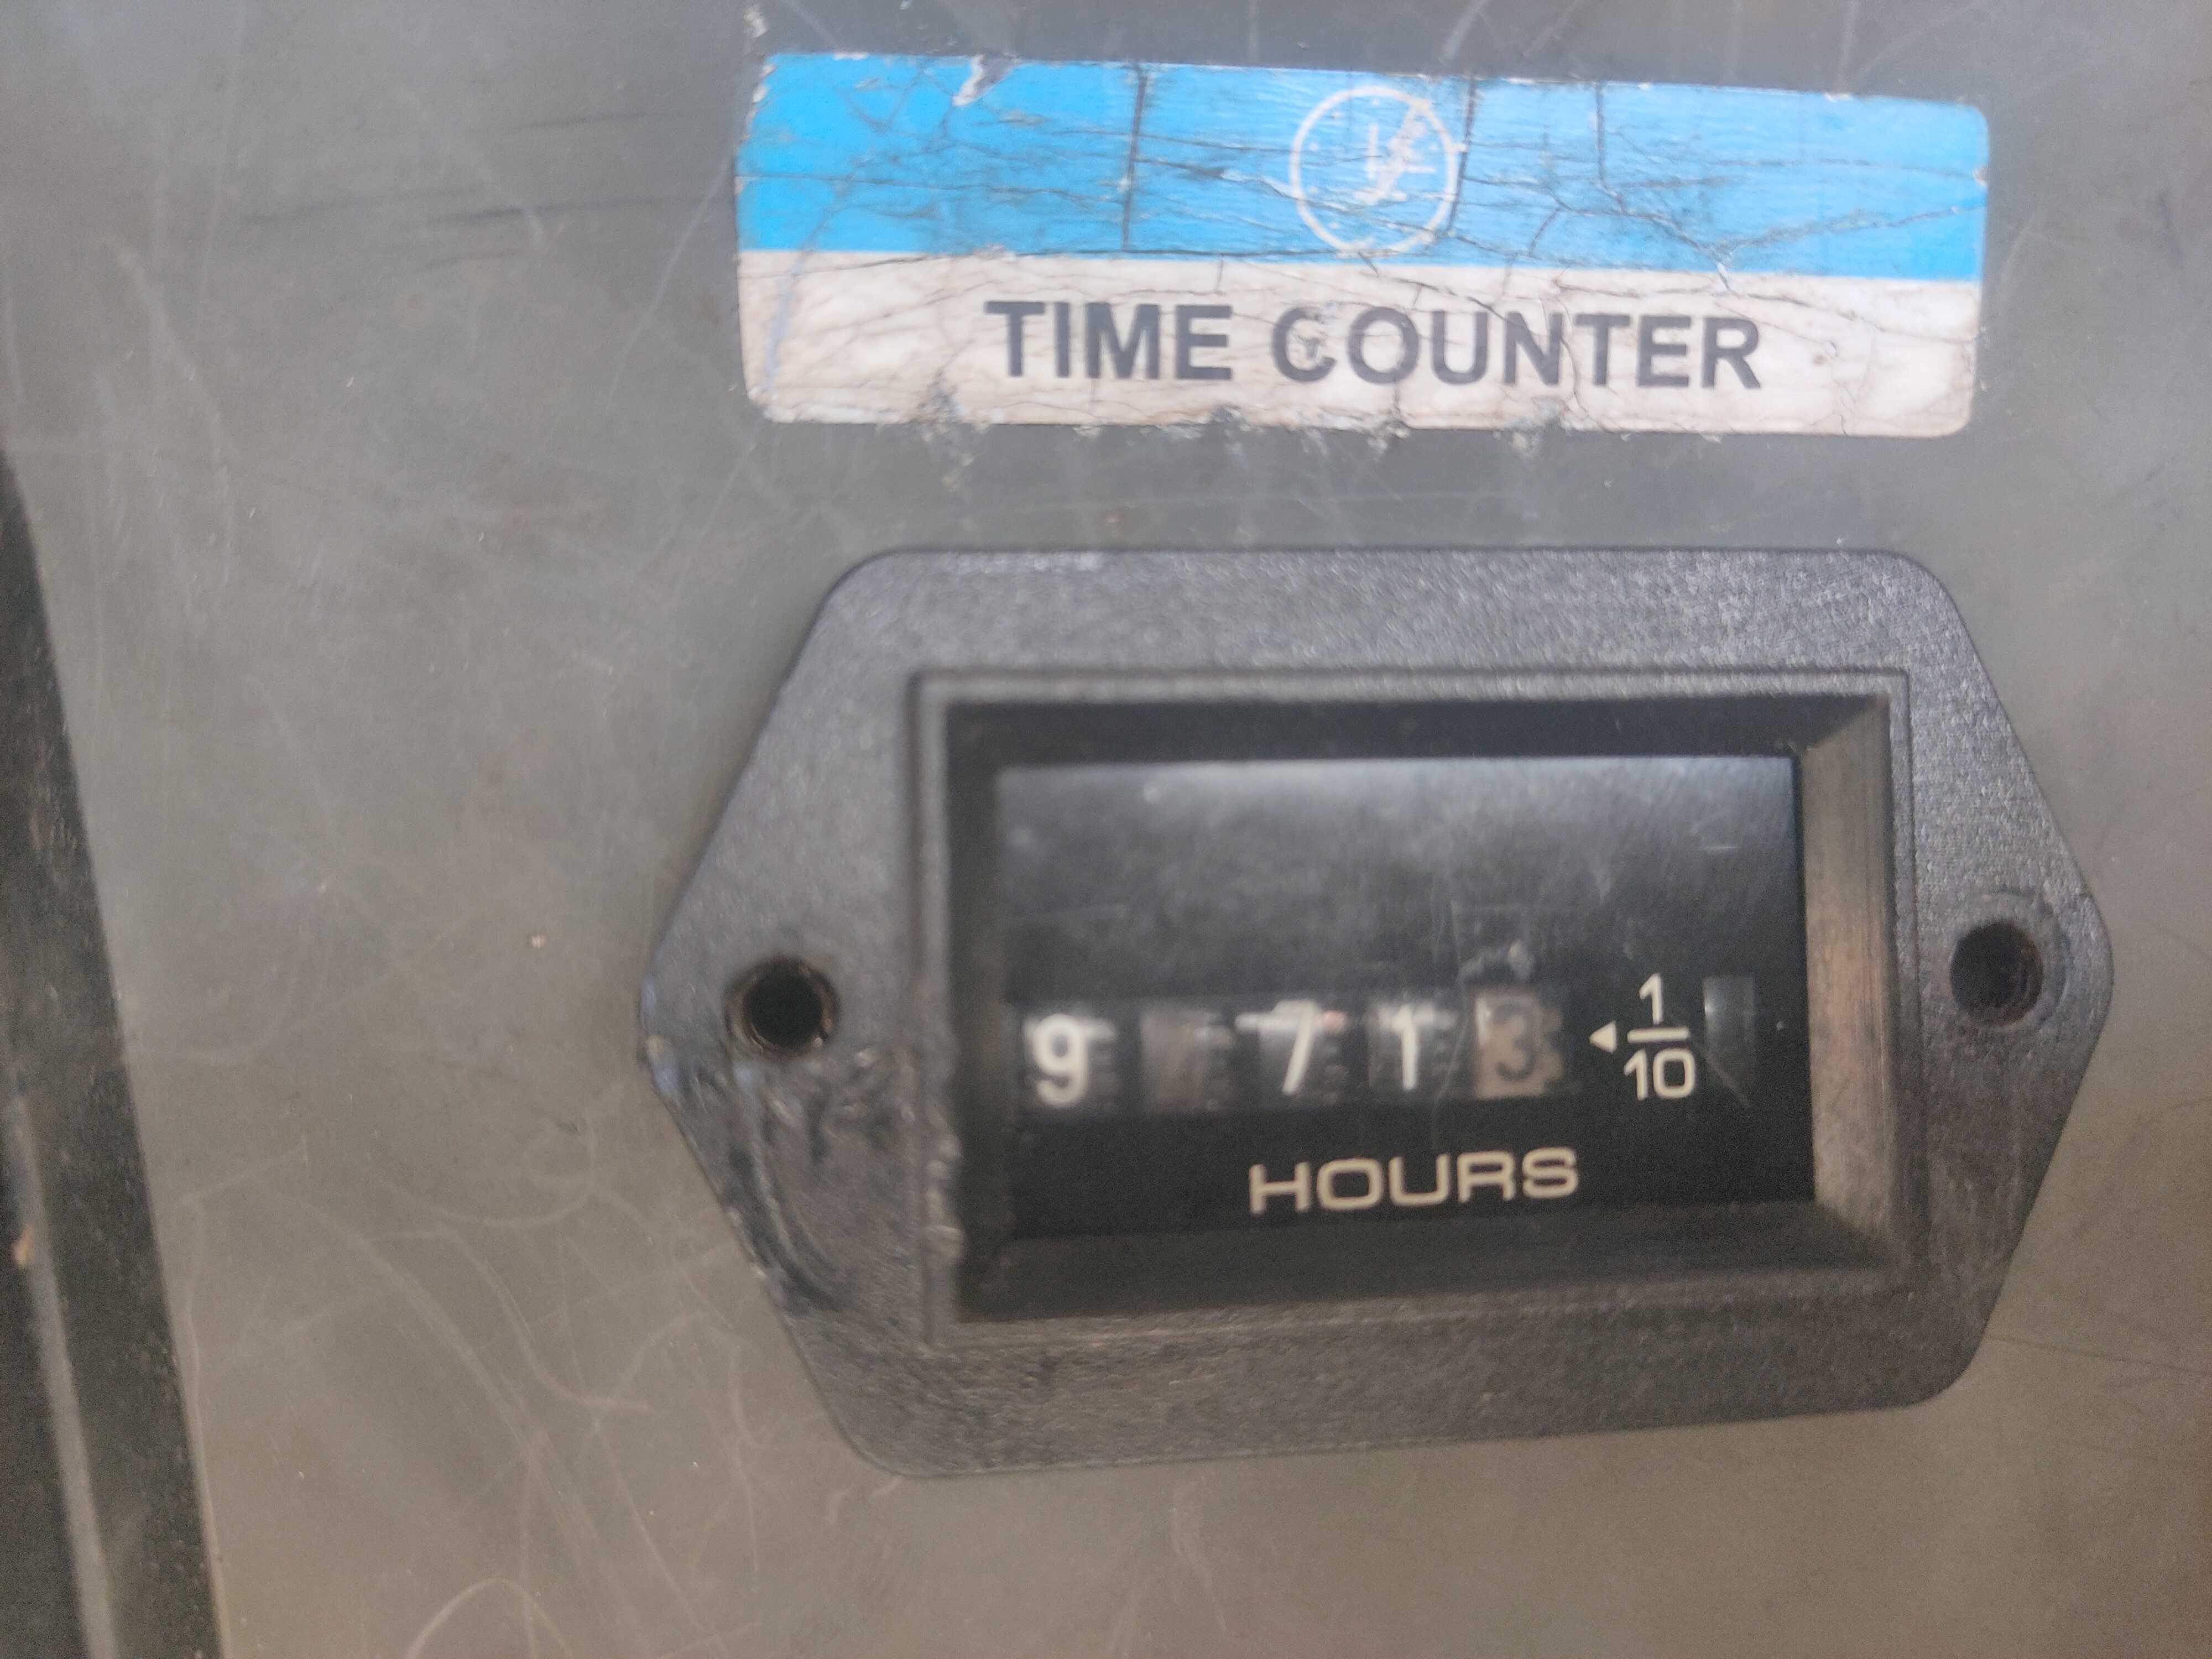 TIME COUNTER
9 7 1 3 ◄ 1/10
HOURS